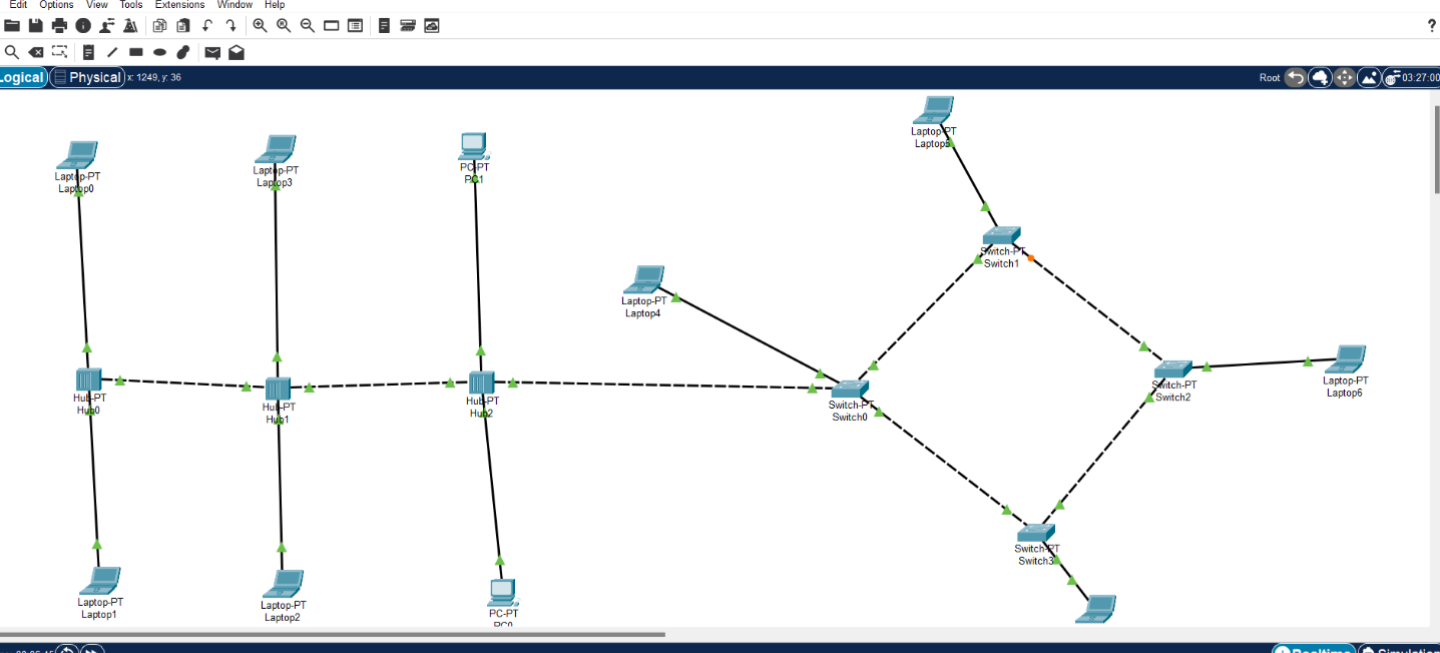 Edit Options View Tools Extensions Window Help
?
Logical Physical x: 1249, y: 36 Root 03:27:00
Laptop-PT
Laptop0
Laptop-PT
Laptop3
PC-PT
PC1
Laptop-PT
Laptop5
Switch-PT
Switch1
Laptop-PT
Laptop4
Hub-PT
Hub0
Hub-PT
Hub1
Hub-PT
Hub2
Switch-PT
Switch0
Switch-PT
Switch2
Laptop-PT
Laptop6
Switch-PT
Switch3
Laptop-PT
Laptop1
Laptop-PT
Laptop2
PC-PT
PC0
Realtime Simulation